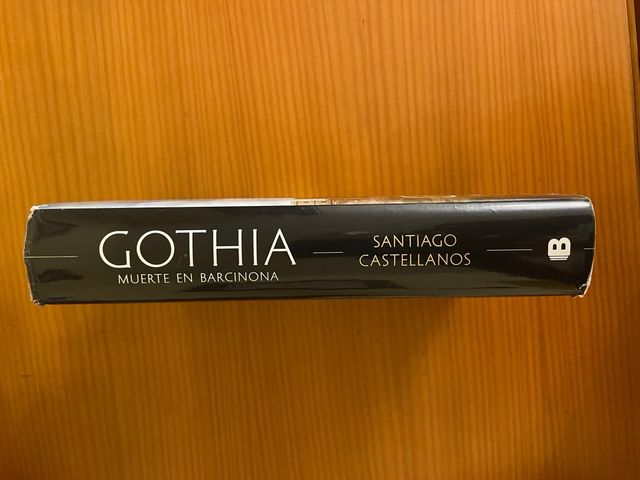 GOTHIA
MUERTE EN BARCINONA
SANTIAGO
CASTELLANOS
B